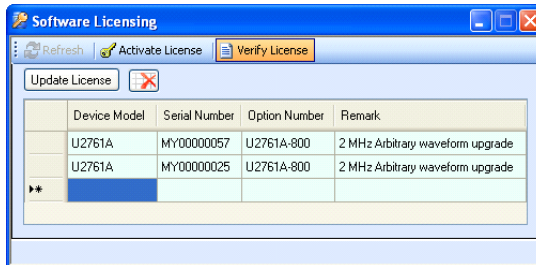 Software Licensing
Refresh Activate License Verify License
Update License
Device Model Serial Number Option Number Remark
U2761A MY00000057 U2761A-800 2 MHz Arbitrary waveform upgrade
U2761A MY00000025 U2761A-800 2 MHz Arbitrary waveform upgrade